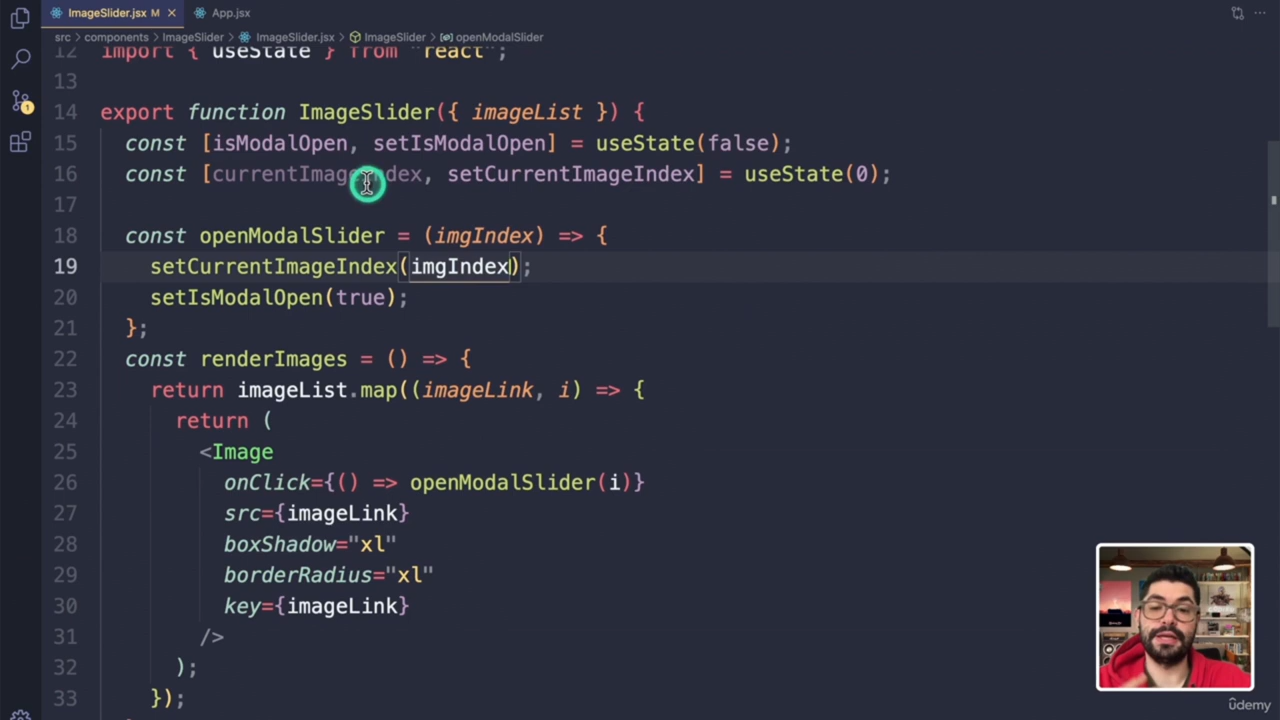 ImageSlider.jsx M
App.jsx
src > components > ImageSlider > ImageSlider.jsx > ImageSlider > openModalSlider
12 import { useState } from "react";
13
14 export function ImageSlider({ imageList }) {
15 const [isModalOpen, setIsModalOpen] = useState(false);
16 const [currentImageIndex, setCurrentImageIndex] = useState(0);
17
18 const openModalSlider = (imgIndex) => {
19 setCurrentImageIndex(imgIndex);
20 setIsModalOpen(true);
21 };
22 const renderImages = () => {
23 return imageList.map((imageLink, i) => {
24 return (
25 <Image
26 onClick={() => openModalSlider(i)}
27 src={imageLink}
28 boxShadow="xl"
29 borderRadius="xl"
30 key={imageLink}
31 />
32 );
33 });
1
udemy